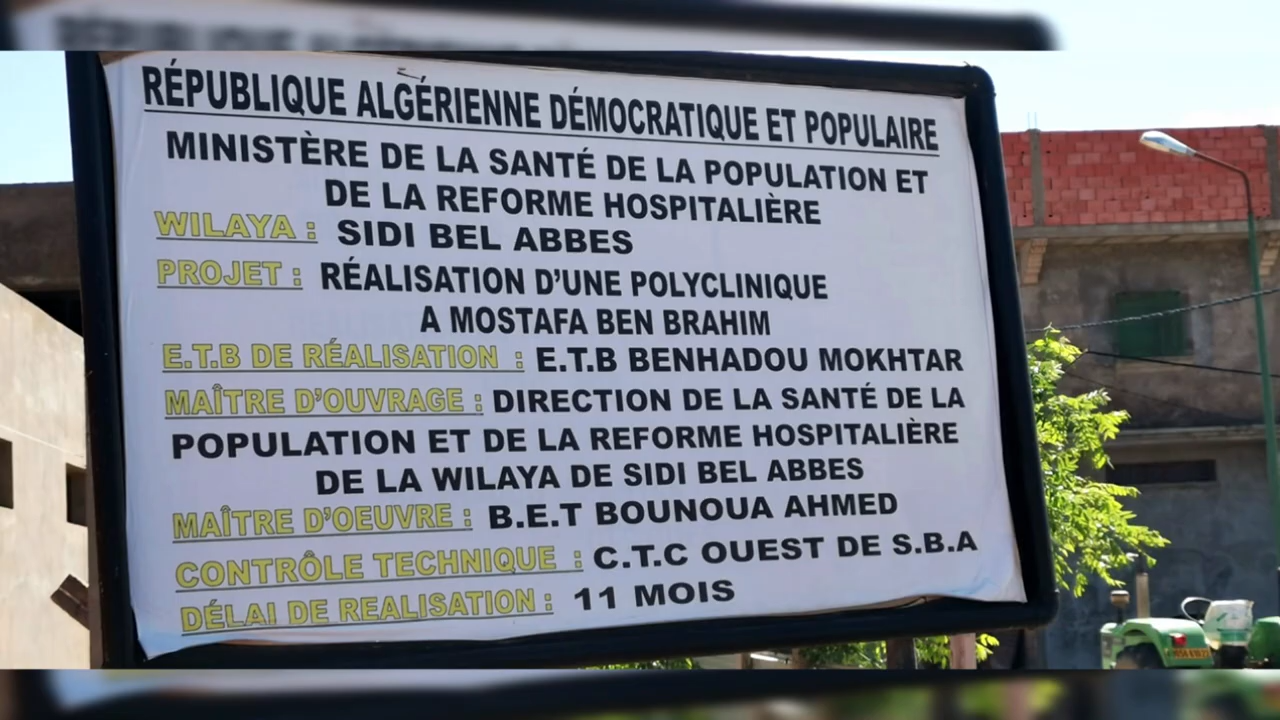 RÉPUBLIQUE ALGÉRIENNE DÉMOCRATIQUE ET POPULAIRE
MINISTÈRE DE LA SANTÉ DE LA POPULATION ET
DE LA REFORME HOSPITALIÈRE
WILAYA : SIDI BEL ABBES
PROJET : RÉALISATION D'UNE POLYCLINIQUE
A MOSTAFA BEN BRAHIM
E.T.B DE RÉALISATION : E.T.B BENHADOU MOKHTAR
MAÎTRE D'OUVRAGE : DIRECTION DE LA SANTÉ DE LA
POPULATION ET DE LA REFORME HOSPITALIÈRE
DE LA WILAYA DE SIDI BEL ABBES
MAÎTRE D'OEUVRE : B.E.T BOUNOUA AHMED
CONTRÔLE TECHNIQUE : C.T.C OUEST DE S.B.A
DÉLAI DE REALISATION : 11 MOIS